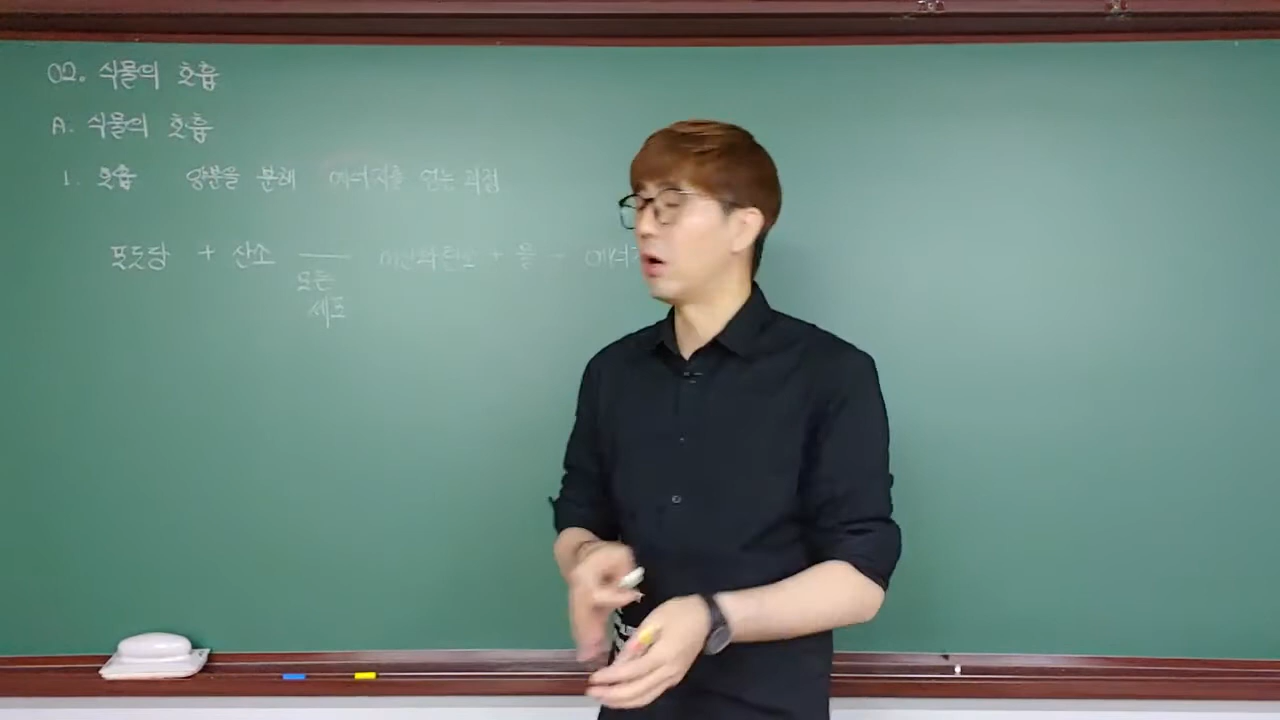 02. 식물의 호흡
A. 식물의 호흡
1. 호흡 양분을 분해 에너지를 얻는 과정
포도당 + 산소 ── 이산화탄소 + 물 + 에너지
모든
세포